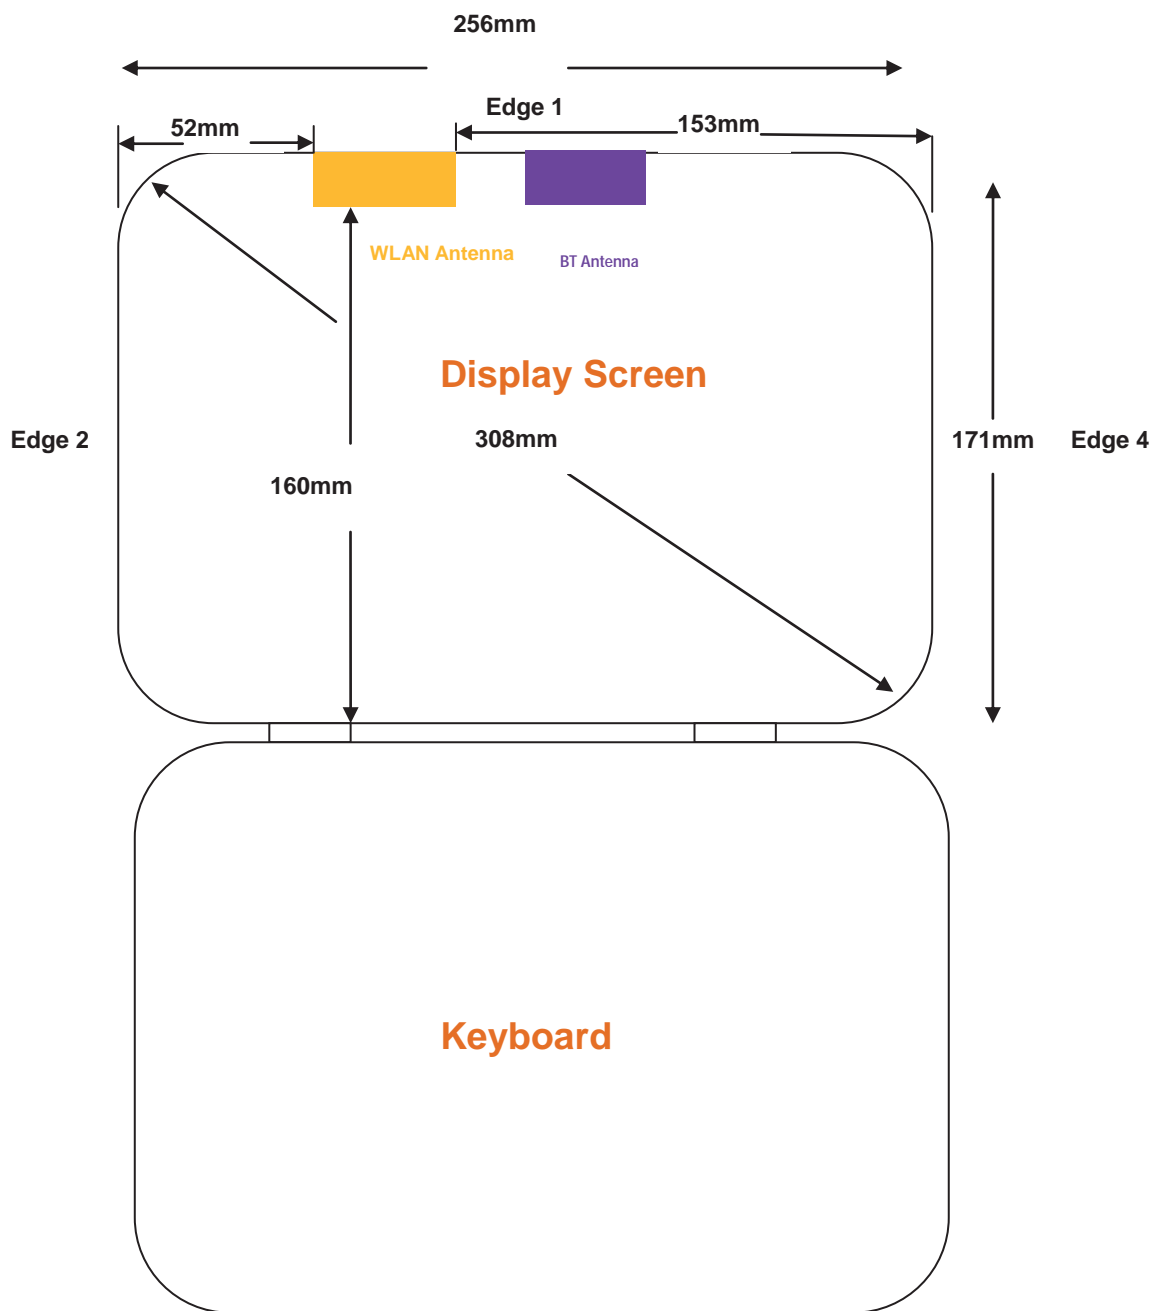 256mm
Edge 1
52mm
153mm
WLAN Antenna
BT Antenna
Display Screen
Edge 2
308mm
171mm
Edge 4
160mm
Keyboard